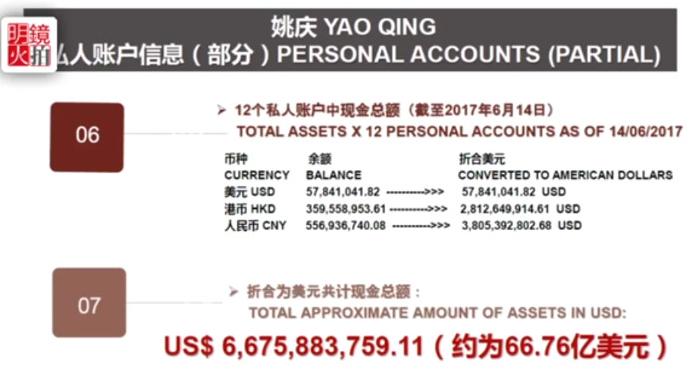 明鏡
火拍
姚庆 YAO QING
私人账户信息（部分）PERSONAL ACCOUNTS (PARTIAL)
06
➢ 12个私人账户中现金总额（截至2017年6月14日）
TOTAL ASSETS X 12 PERSONAL ACCOUNTS AS OF 14/06/2017
币种 余额 折合美元
CURRENCY BALANCE CONVERTED TO AMERICAN DOLLARS
美元 USD 57,841,041.82 ---------->>> 57,841,041.82 USD
港币 HKD 359,558,953.61 ---------->>> 2,812,649,914.61 USD
人民币 CNY 556,936,740.08 ---------->>> 3,805,392,802.68 USD
07
➢ 折合为美元共计现金总额：
TOTAL APPROXIMATE AMOUNT OF ASSETS IN USD:
US$ 6,675,883,759.11（约为66.76亿美元）